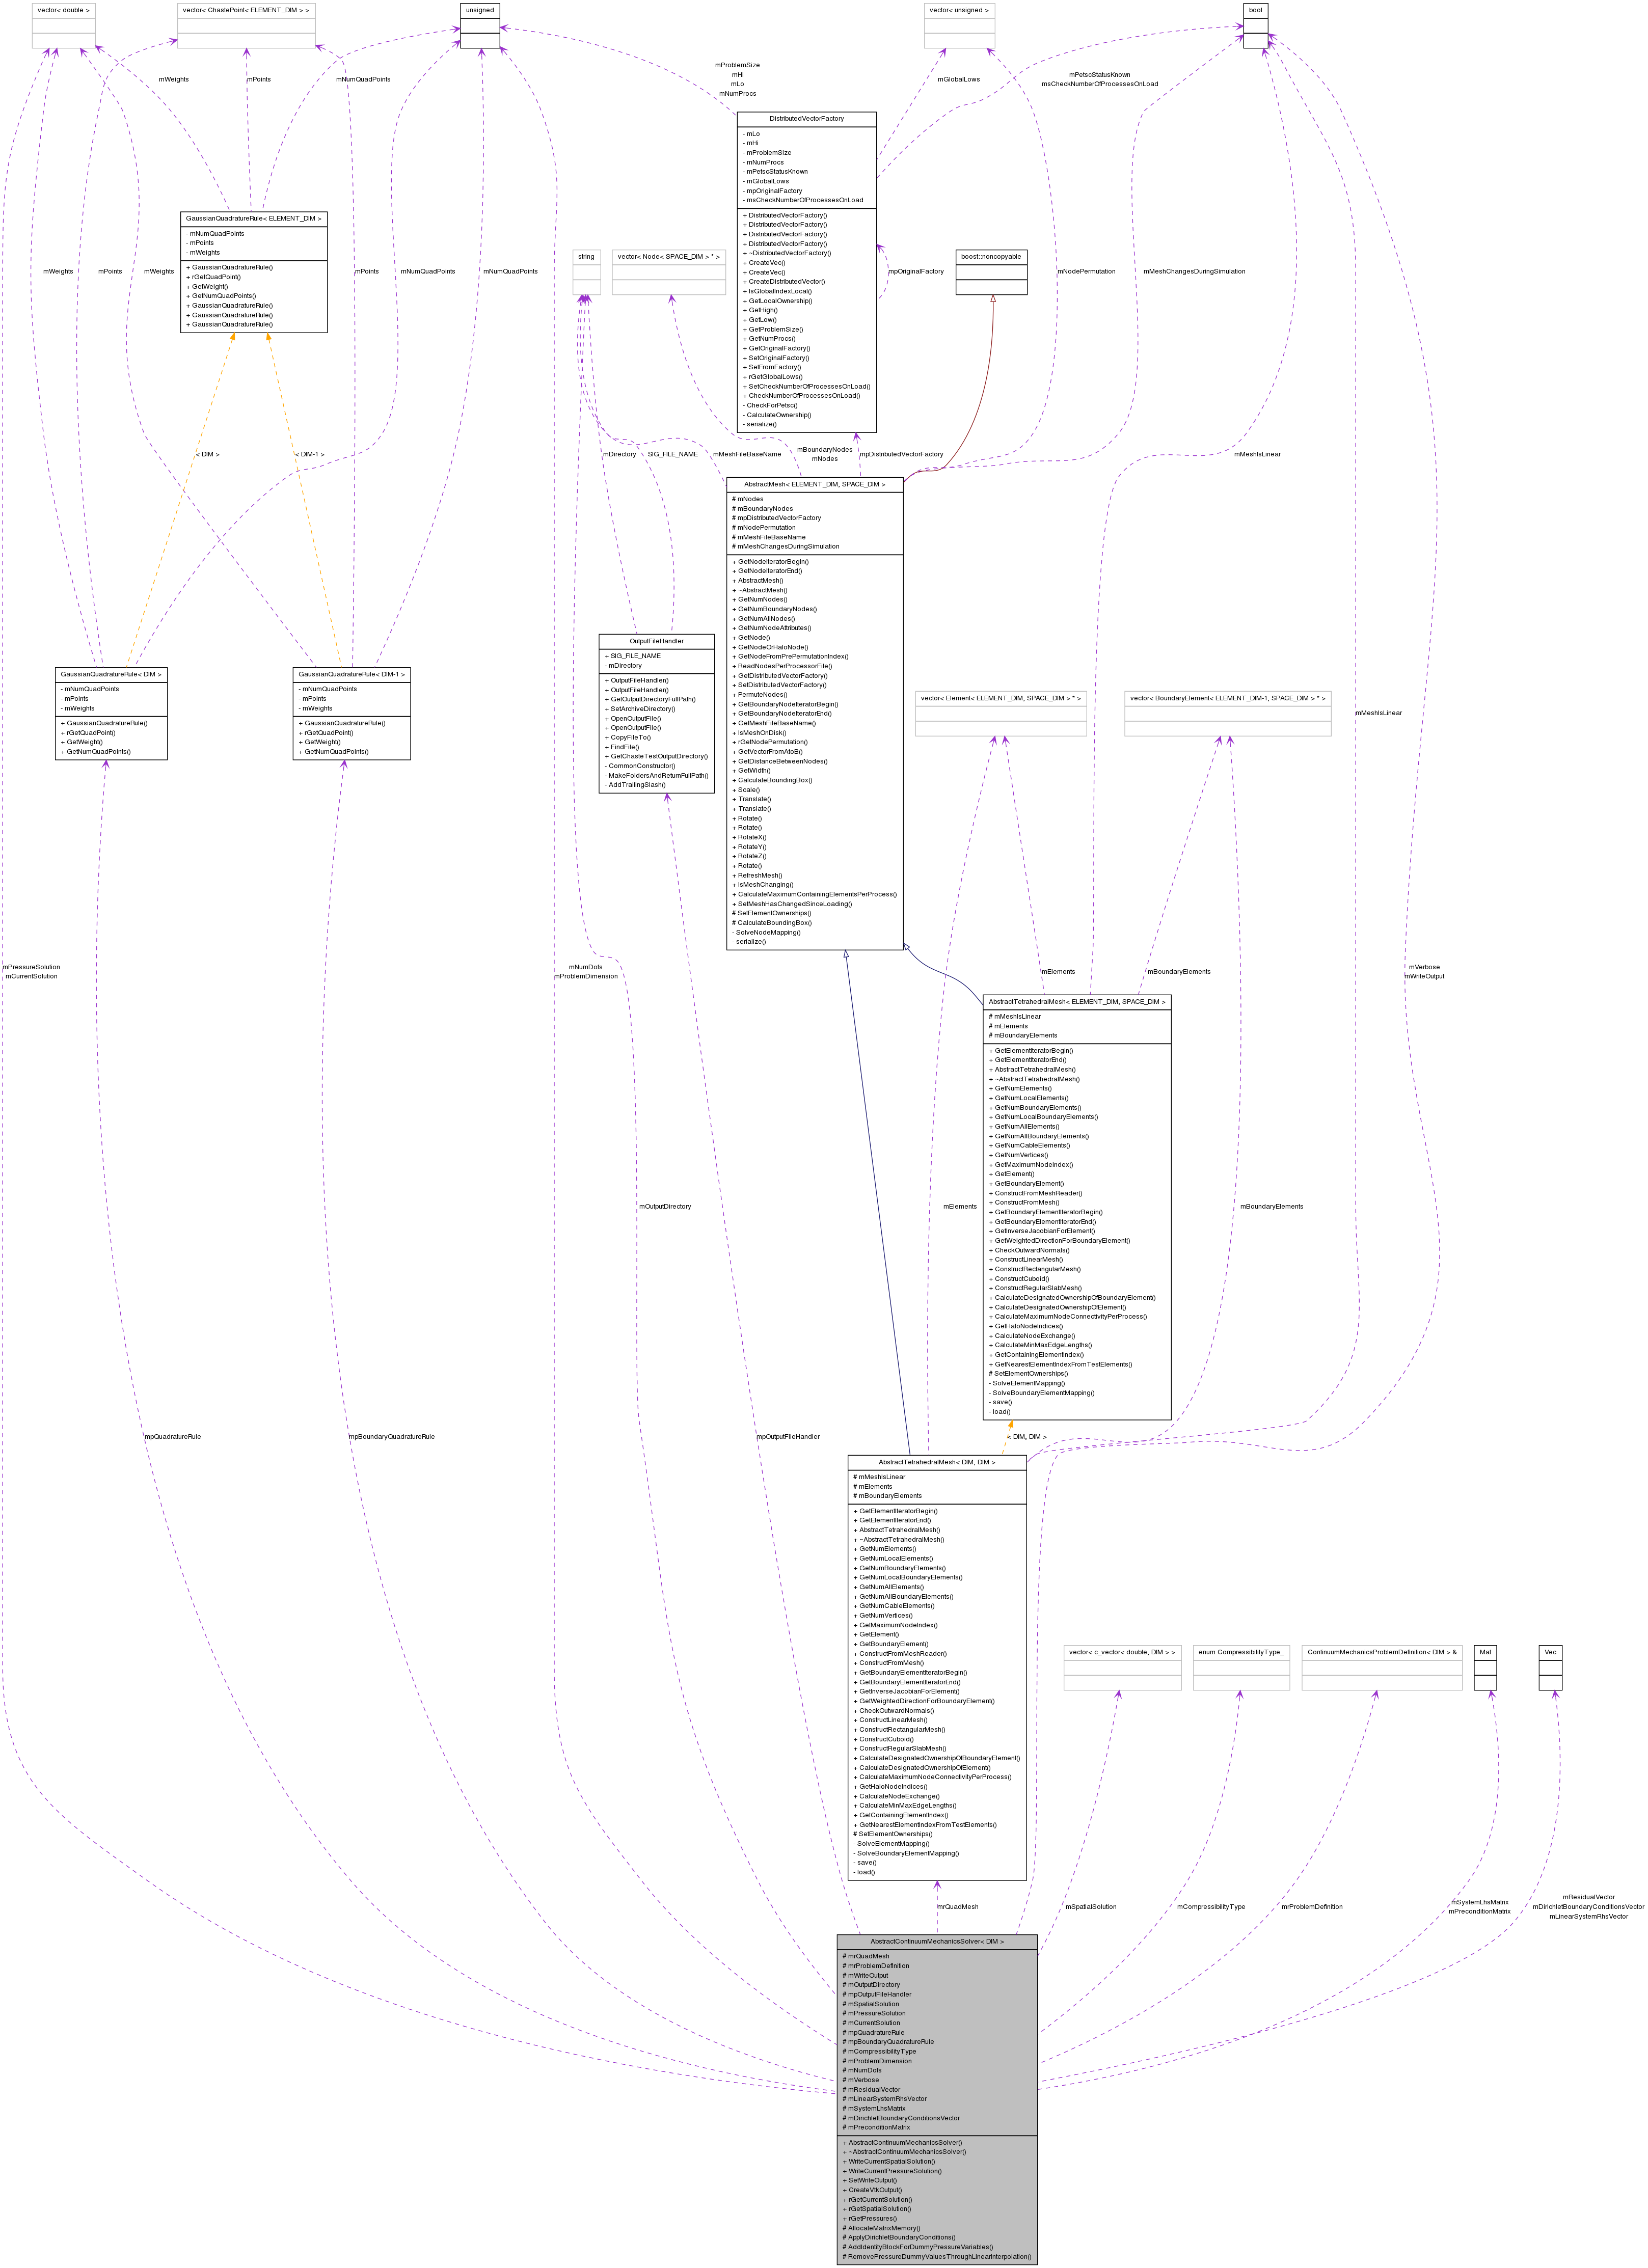 vector< double >
vector< ChastePoint< ELEMENT_DIM > >
unsigned
vector< unsigned >
bool
mWeights
mPoints
mNumQuadPoints
mProblemSize
mHi
mLo
mNumProcs
mGlobalLows
mPetscStatusKnown
msCheckNumberOfProcessesOnLoad
DistributedVectorFactory
- mLo
- mHi
- mProblemSize
- mNumProcs
- mPetscStatusKnown
- mGlobalLows
- mpOriginalFactory
- msCheckNumberOfProcessesOnLoad
+ DistributedVectorFactory()
+ DistributedVectorFactory()
+ DistributedVectorFactory()
+ DistributedVectorFactory()
+ ~DistributedVectorFactory()
+ CreateVec()
+ CreateVec()
+ CreateDistributedVector()
+ IsGlobalIndexLocal()
+ GetLocalOwnership()
+ GetHigh()
+ GetLow()
+ GetProblemSize()
+ GetNumProcs()
+ GetOriginalFactory()
+ SetOriginalFactory()
+ SetFromFactory()
+ rGetGlobalLows()
+ SetCheckNumberOfProcessesOnLoad()
+ CheckNumberOfProcessesOnLoad()
- CheckForPetsc()
- CalculateOwnership()
- serialize()
GaussianQuadratureRule< ELEMENT_DIM >
- mNumQuadPoints
- mPoints
- mWeights
+ GaussianQuadratureRule()
+ rGetQuadPoint()
+ GetWeight()
+ GetNumQuadPoints()
+ GaussianQuadratureRule()
+ GaussianQuadratureRule()
+ GaussianQuadratureRule()
string
vector< Node< SPACE_DIM > * >
boost::noncopyable
mWeights
mPoints
mWeights
mPoints
mNumQuadPoints
mNumQuadPoints
mpOriginalFactory
mNodePermutation
mMeshChangesDuringSimulation
< DIM >
< DIM-1 >
mDirectory
SIG_FILE_NAME
mMeshFileBaseName
mBoundaryNodes
mNodes
mpDistributedVectorFactory
mMeshIsLinear
AbstractMesh< ELEMENT_DIM, SPACE_DIM >
# mNodes
# mBoundaryNodes
# mpDistributedVectorFactory
# mNodePermutation
# mMeshFileBaseName
# mMeshChangesDuringSimulation
+ GetNodeIteratorBegin()
+ GetNodeIteratorEnd()
+ AbstractMesh()
+ ~AbstractMesh()
+ GetNumNodes()
+ GetNumBoundaryNodes()
+ GetNumAllNodes()
+ GetNumNodeAttributes()
+ GetNode()
+ GetNodeOrHaloNode()
+ GetNodeFromPrePermutationIndex()
+ ReadNodesPerProcessorFile()
+ GetDistributedVectorFactory()
+ SetDistributedVectorFactory()
+ PermuteNodes()
+ GetBoundaryNodeIteratorBegin()
+ GetBoundaryNodeIteratorEnd()
+ GetMeshFileBaseName()
+ IsMeshOnDisk()
+ rGetNodePermutation()
+ GetVectorFromAtoB()
+ GetDistanceBetweenNodes()
+ GetWidth()
+ CalculateBoundingBox()
+ Scale()
+ Translate()
+ Translate()
+ Rotate()
+ Rotate()
+ RotateX()
+ RotateY()
+ RotateZ()
+ Rotate()
+ RefreshMesh()
+ IsMeshChanging()
+ CalculateMaximumContainingElementsPerProcess()
+ SetMeshHasChangedSinceLoading()
# SetElementOwnerships()
# CalculateBoundingBox()
- SolveNodeMapping()
- serialize()
OutputFileHandler
+ SIG_FILE_NAME
- mDirectory
+ OutputFileHandler()
+ OutputFileHandler()
+ GetOutputDirectoryFullPath()
+ SetArchiveDirectory()
+ OpenOutputFile()
+ OpenOutputFile()
+ CopyFileTo()
+ FindFile()
+ GetChasteTestOutputDirectory()
- CommonConstructor()
- MakeFoldersAndReturnFullPath()
- AddTrailingSlash()
GaussianQuadratureRule< DIM >
- mNumQuadPoints
- mPoints
- mWeights
+ GaussianQuadratureRule()
+ rGetQuadPoint()
+ GetWeight()
+ GetNumQuadPoints()
GaussianQuadratureRule< DIM-1 >
- mNumQuadPoints
- mPoints
- mWeights
+ GaussianQuadratureRule()
+ rGetQuadPoint()
+ GetWeight()
+ GetNumQuadPoints()
vector< Element< ELEMENT_DIM, SPACE_DIM > * >
vector< BoundaryElement< ELEMENT_DIM-1, SPACE_DIM > * >
mMeshIsLinear
mPressureSolution
mCurrentSolution
mNumDofs
mProblemDimension
mElements
mBoundaryElements
mVerbose
mWriteOutput
AbstractTetrahedralMesh< ELEMENT_DIM, SPACE_DIM >
# mMeshIsLinear
# mElements
# mBoundaryElements
+ GetElementIteratorBegin()
+ GetElementIteratorEnd()
+ AbstractTetrahedralMesh()
+ ~AbstractTetrahedralMesh()
+ GetNumElements()
+ GetNumLocalElements()
+ GetNumBoundaryElements()
+ GetNumLocalBoundaryElements()
+ GetNumAllElements()
+ GetNumAllBoundaryElements()
+ GetNumCableElements()
+ GetNumVertices()
+ GetMaximumNodeIndex()
+ GetElement()
+ GetBoundaryElement()
+ ConstructFromMeshReader()
+ ConstructFromMesh()
+ GetBoundaryElementIteratorBegin()
+ GetBoundaryElementIteratorEnd()
+ GetInverseJacobianForElement()
+ GetWeightedDirectionForBoundaryElement()
+ CheckOutwardNormals()
+ ConstructLinearMesh()
+ ConstructRectangularMesh()
+ ConstructCuboid()
+ ConstructRegularSlabMesh()
+ CalculateDesignatedOwnershipOfBoundaryElement()
+ CalculateDesignatedOwnershipOfElement()
+ CalculateMaximumNodeConnectivityPerProcess()
+ GetHaloNodeIndices()
+ CalculateNodeExchange()
+ CalculateMinMaxEdgeLengths()
+ GetContainingElementIndex()
+ GetNearestElementIndexFromTestElements()
# SetElementOwnerships()
- SolveElementMapping()
- SolveBoundaryElementMapping()
- save()
- load()
mOutputDirectory
mElements
mBoundaryElements
mpQuadratureRule
mpBoundaryQuadratureRule
mpOutputFileHandler
< DIM, DIM >
AbstractTetrahedralMesh< DIM, DIM >
# mMeshIsLinear
# mElements
# mBoundaryElements
+ GetElementIteratorBegin()
+ GetElementIteratorEnd()
+ AbstractTetrahedralMesh()
+ ~AbstractTetrahedralMesh()
+ GetNumElements()
+ GetNumLocalElements()
+ GetNumBoundaryElements()
+ GetNumLocalBoundaryElements()
+ GetNumAllElements()
+ GetNumAllBoundaryElements()
+ GetNumCableElements()
+ GetNumVertices()
+ GetMaximumNodeIndex()
+ GetElement()
+ GetBoundaryElement()
+ ConstructFromMeshReader()
+ ConstructFromMesh()
+ GetBoundaryElementIteratorBegin()
+ GetBoundaryElementIteratorEnd()
+ GetInverseJacobianForElement()
+ GetWeightedDirectionForBoundaryElement()
+ CheckOutwardNormals()
+ ConstructLinearMesh()
+ ConstructRectangularMesh()
+ ConstructCuboid()
+ ConstructRegularSlabMesh()
+ CalculateDesignatedOwnershipOfBoundaryElement()
+ CalculateDesignatedOwnershipOfElement()
+ CalculateMaximumNodeConnectivityPerProcess()
+ GetHaloNodeIndices()
+ CalculateNodeExchange()
+ CalculateMinMaxEdgeLengths()
+ GetContainingElementIndex()
+ GetNearestElementIndexFromTestElements()
# SetElementOwnerships()
- SolveElementMapping()
- SolveBoundaryElementMapping()
- save()
- load()
vector< c_vector< double, DIM > >
enum CompressibilityType_
ContinuumMechanicsProblemDefinition< DIM > &
Mat
Vec
mrQuadMesh
mSpatialSolution
mCompressibilityType
mrProblemDefinition
mSystemLhsMatrix
mPreconditionMatrix
mResidualVector
mDirichletBoundaryConditionsVector
mLinearSystemRhsVector
AbstractContinuumMechanicsSolver< DIM >
# mrQuadMesh
# mrProblemDefinition
# mWriteOutput
# mOutputDirectory
# mpOutputFileHandler
# mSpatialSolution
# mPressureSolution
# mCurrentSolution
# mpQuadratureRule
# mpBoundaryQuadratureRule
# mCompressibilityType
# mProblemDimension
# mNumDofs
# mVerbose
# mResidualVector
# mLinearSystemRhsVector
# mSystemLhsMatrix
# mDirichletBoundaryConditionsVector
# mPreconditionMatrix
+ AbstractContinuumMechanicsSolver()
+ ~AbstractContinuumMechanicsSolver()
+ WriteCurrentSpatialSolution()
+ WriteCurrentPressureSolution()
+ SetWriteOutput()
+ CreateVtkOutput()
+ rGetCurrentSolution()
+ rGetSpatialSolution()
+ rGetPressures()
# AllocateMatrixMemory()
# ApplyDirichletBoundaryConditions()
# AddIdentityBlockForDummyPressureVariables()
# RemovePressureDummyValuesThroughLinearInterpolation()